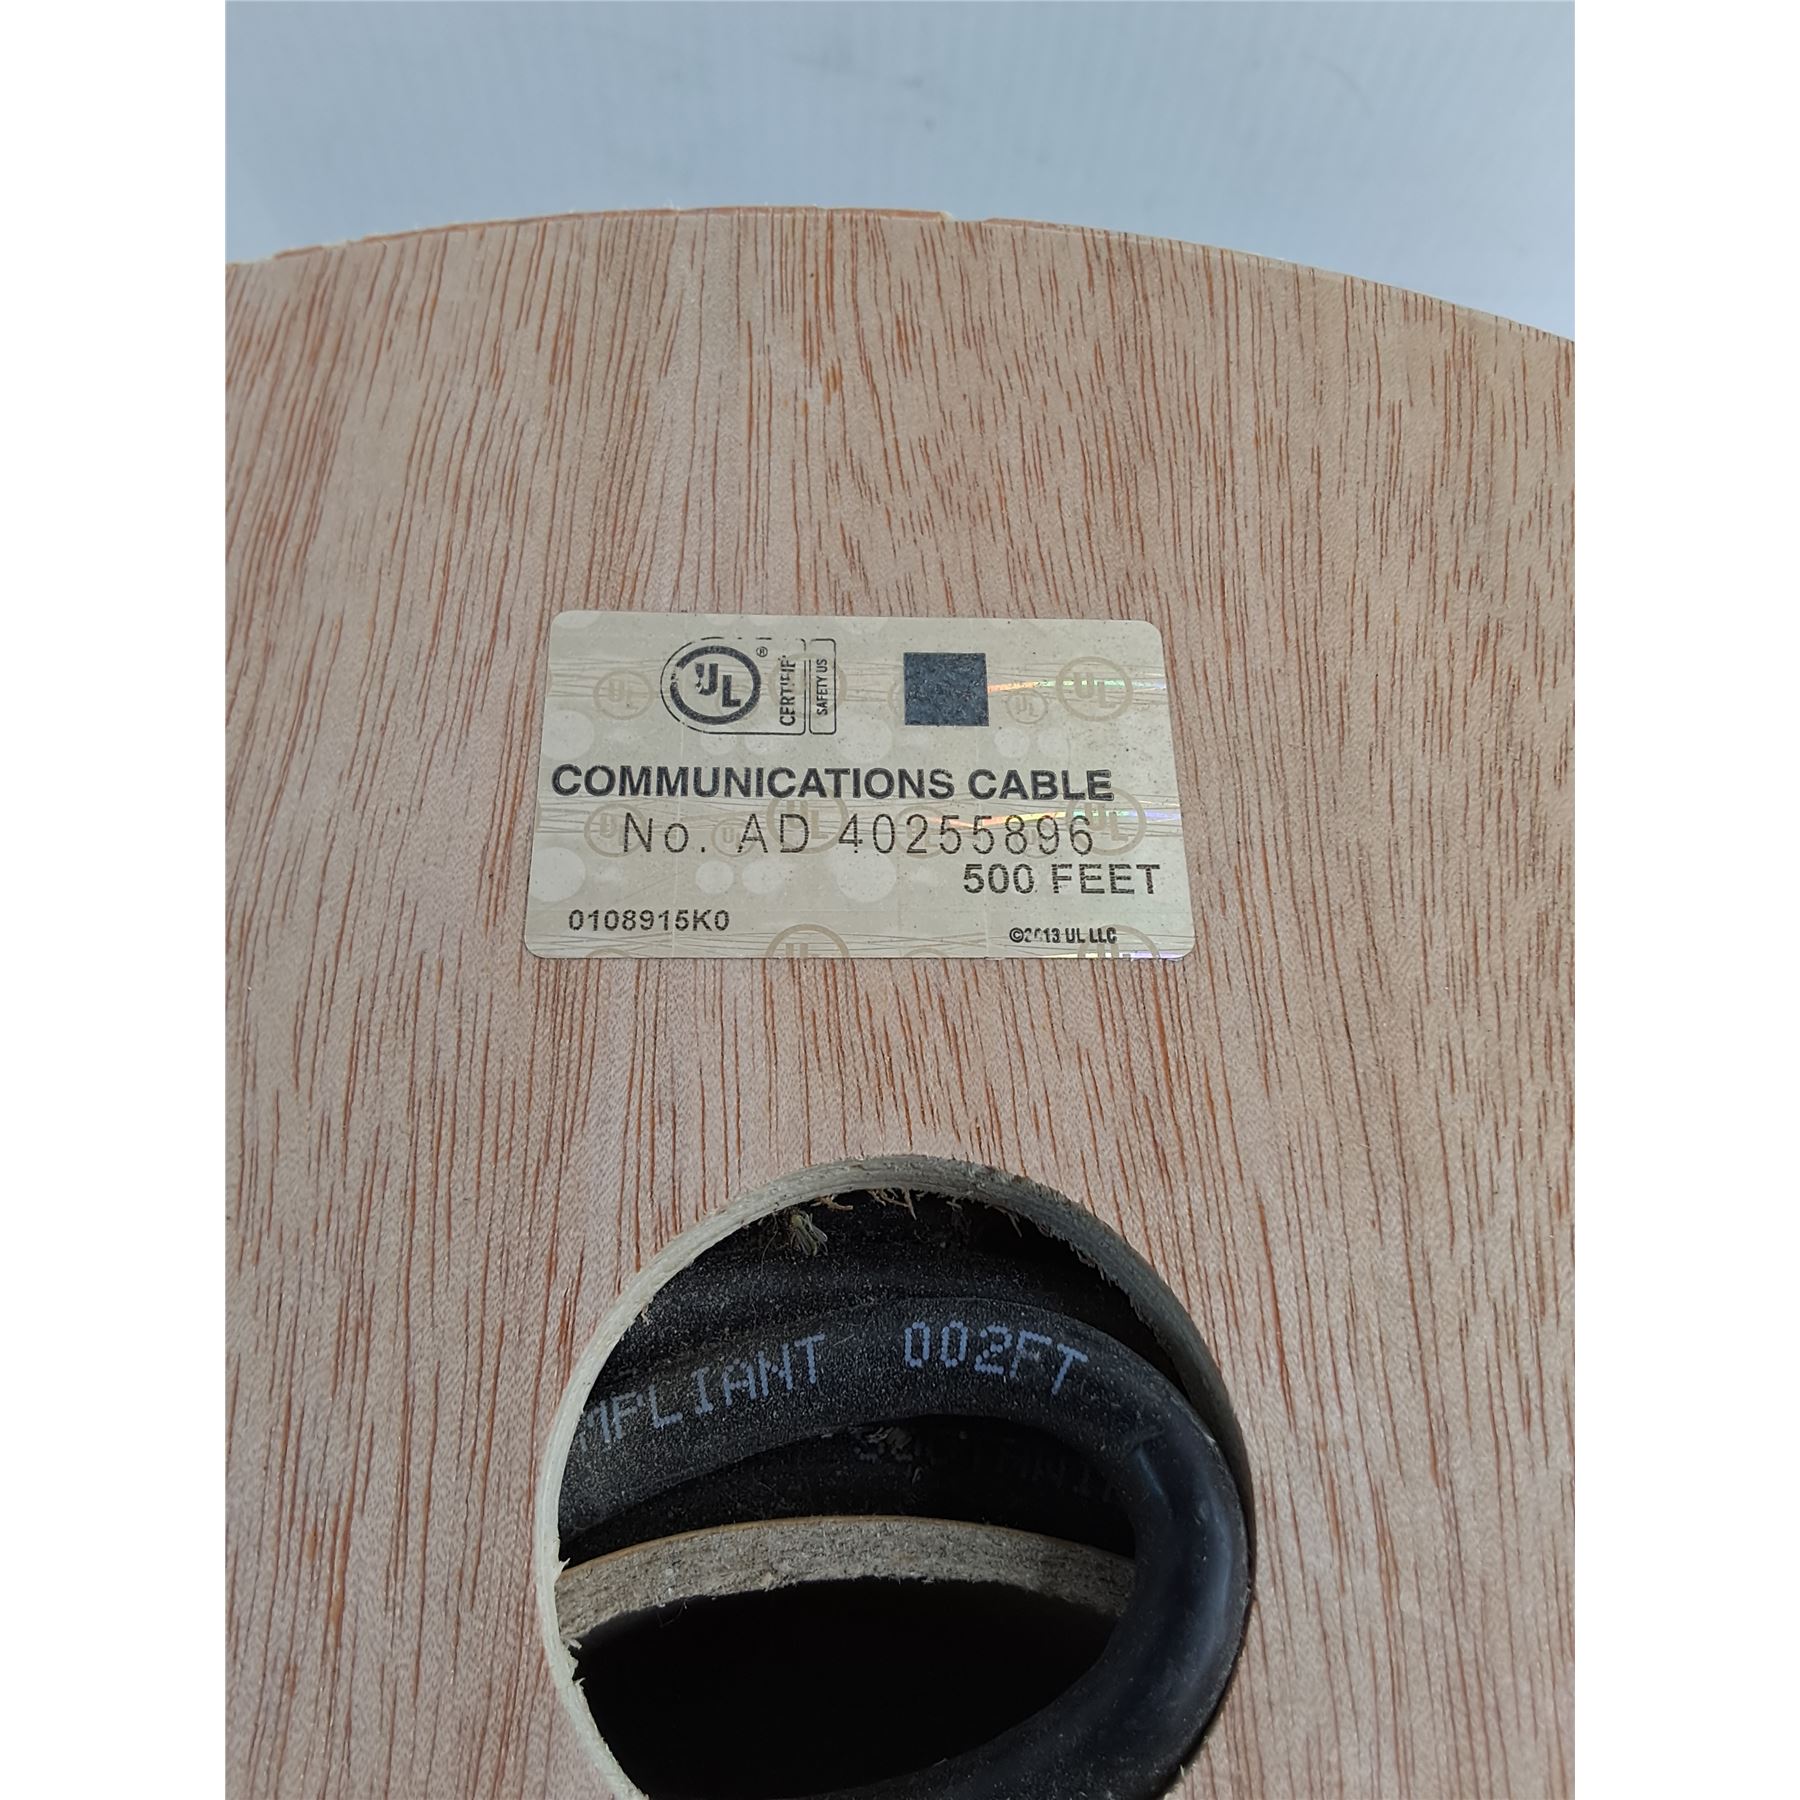 UL ®
CERTIFIED
SAFETY US
COMMUNICATIONS CABLE
No. AD 40255896
500 FEET
0108915K0
©2013 UL LLC
MPLIANT 002FT